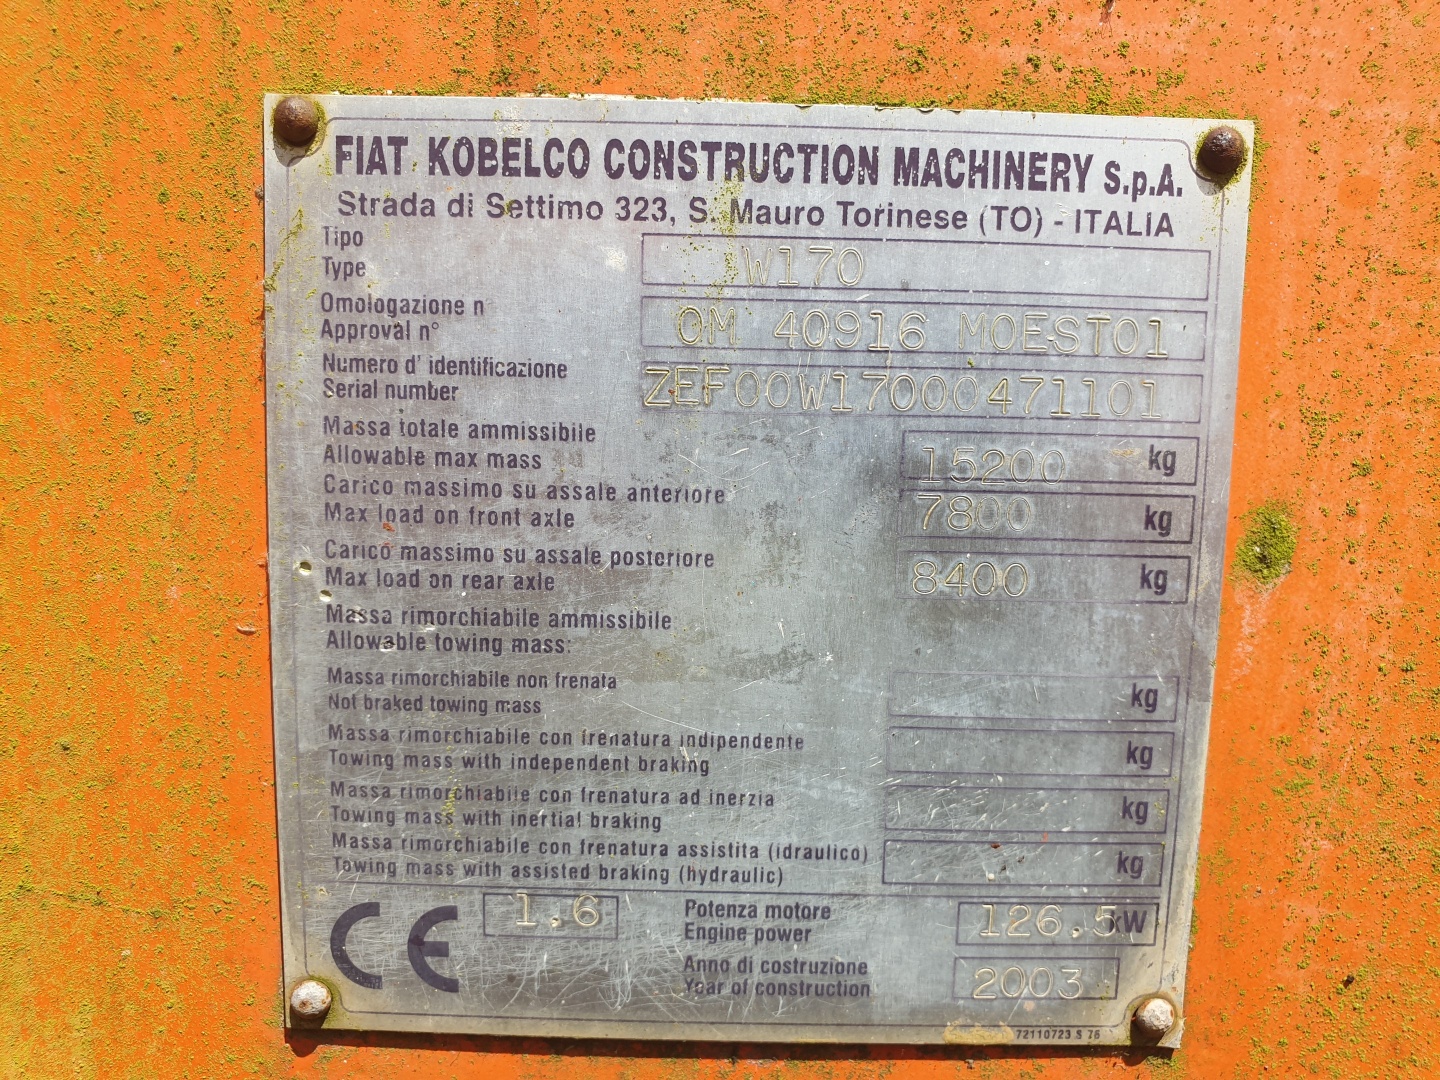 FIAT KOBELCO CONSTRUCTION MACHINERY S.p.A.
Strada di Settimo 323, S. Mauro Torinese (TO) - ITALIA
Tipo
Type
W170
Omologazione n
Approval n°
OM 40916 MOEST01
Numero d' identificazione
Serial number
ZEF00W17000471101
Massa totale ammissibile
Allowable max mass
15200 kg
Carico massimo su assale anteriore
Max load on front axle
7800 kg
Carico massimo su assale posteriore
Max load on rear axle
8400 kg
Massa rimorchiabile ammissibile
Allowable towing mass:
Massa rimorchiabile non frenata
Not braked towing mass
kg
Massa rimorchiabile con frenatura indipendente
Towing mass with independent braking
kg
Massa rimorchiabile con frenatura ad inerzia
Towing mass with inertial braking
kg
Massa rimorchiabile con frenatura assistita (idraulico)
Towing mass with assisted braking (hydraulic)
kg
CE
1.6
Potenza motore
Engine power
126.5 kW
Anno di costruzione
Year of construction
2003
72110723 S 76